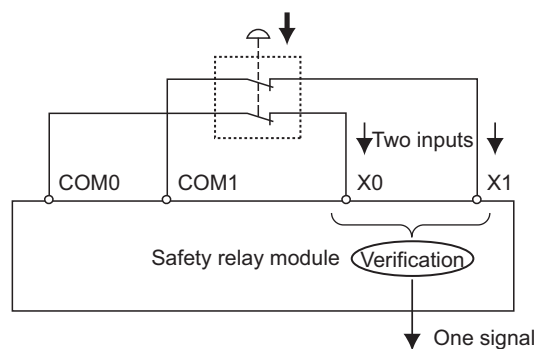 Two inputs
COM0
COM1
X0
X1
Safety relay module
Verification
One signal